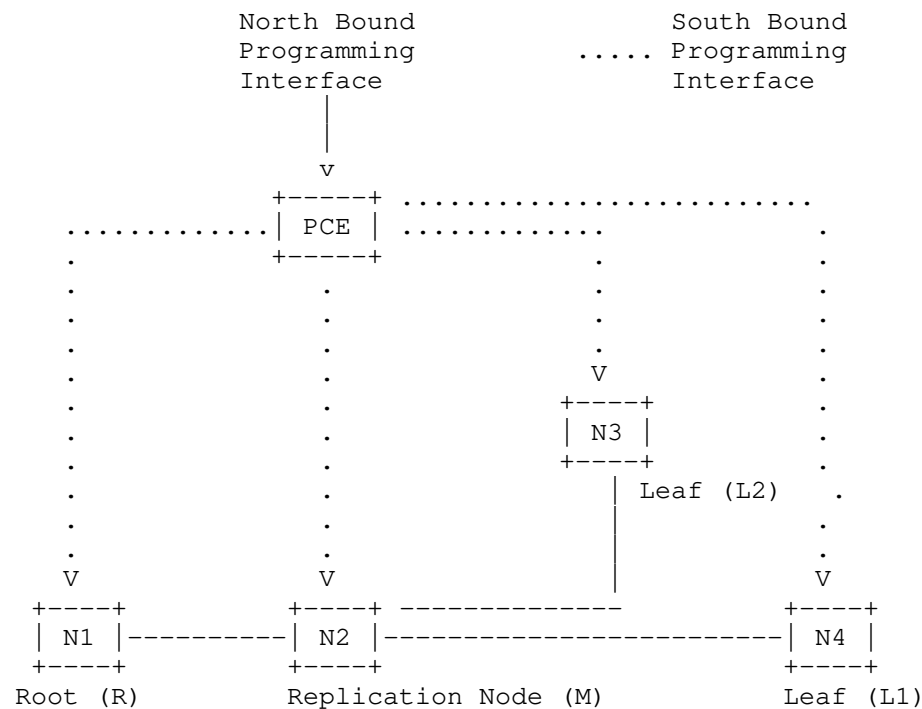 North Bound South Bound
Programming ..... Programming
Interface Interface
v
PCE
V
N3
Leaf (L2)
V V V
N1 N2 N4
Root (R) Replication Node (M) Leaf (L1)